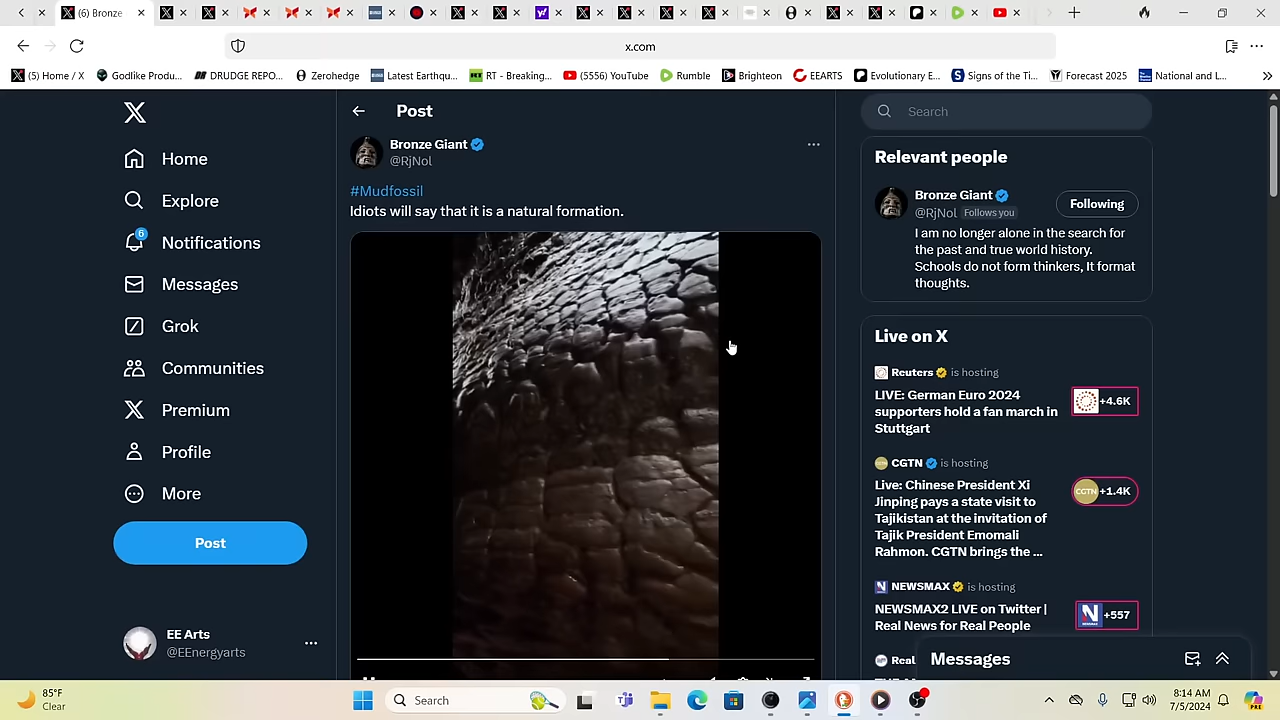 (6) Bronze
x.com
(5) Home / X
Godlike Produ...
DRUDGE REPO...
Zerohedge
Latest Earthqu...
RT - Breaking...
(5556) YouTube
Rumble
Brighteon
EEARTS
Evolutionary E...
Signs of the Ti...
Forecast 2025
National and L...
Home
Explore
6
Notifications
Messages
Grok
Communities
Premium
Profile
More
Post
EE Arts
@EEnergyarts
Post
Bronze Giant
@RjNol
#Mudfossil
Idiots will say that it is a natural formation.
Search
Relevant people
Bronze Giant
@RjNol Follows you
Following
I am no longer alone in the search for
the past and true world history.
Schools do not form thinkers, It format
thoughts.
Live on X
Reuters is hosting
LIVE: German Euro 2024
supporters hold a fan march in
Stuttgart
+4.6K
CGTN is hosting
Live: Chinese President Xi
Jinping pays a state visit to
Tajikistan at the invitation of
Tajik President Emomali
Rahmon. CGTN brings the ...
CGTN +1.4K
NEWSMAX is hosting
NEWSMAX2 LIVE on Twitter |
Real News for Real People
N +557
Real
Messages
85°F
Clear
Search
8:14 AM
7/5/2024